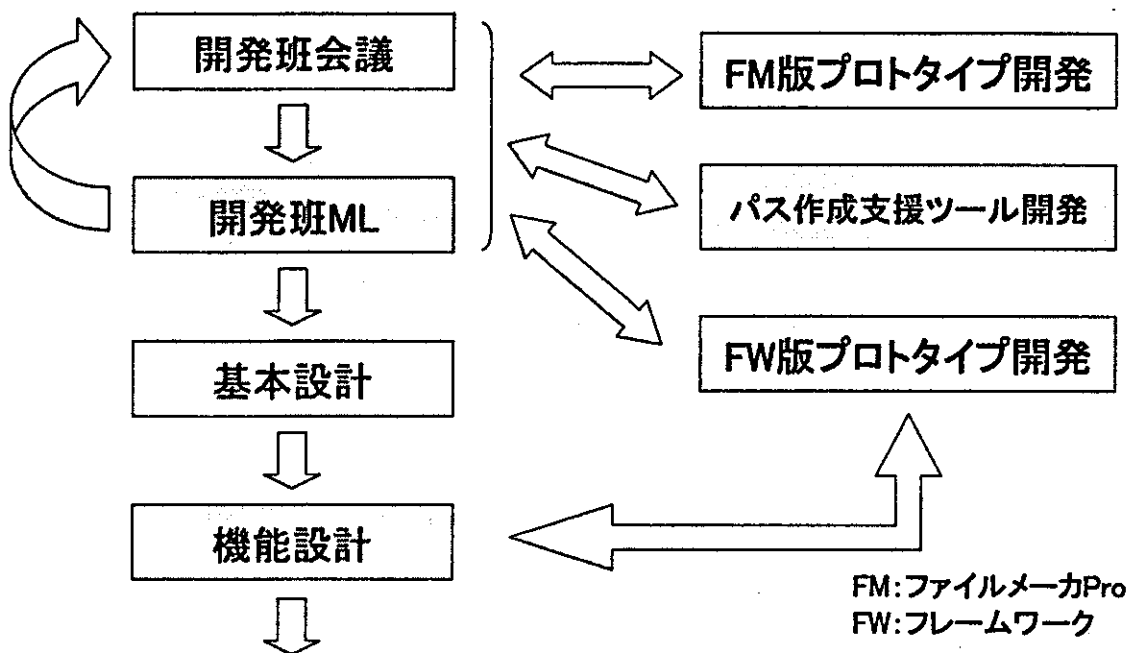 開発班会議
開発班ML
基本設計
機能設計
FM版プロトタイプ開発
パス作成支援ツール開発
FW版プロトタイプ開発
FM:ファイルメーカPro
FW:フレームワーク